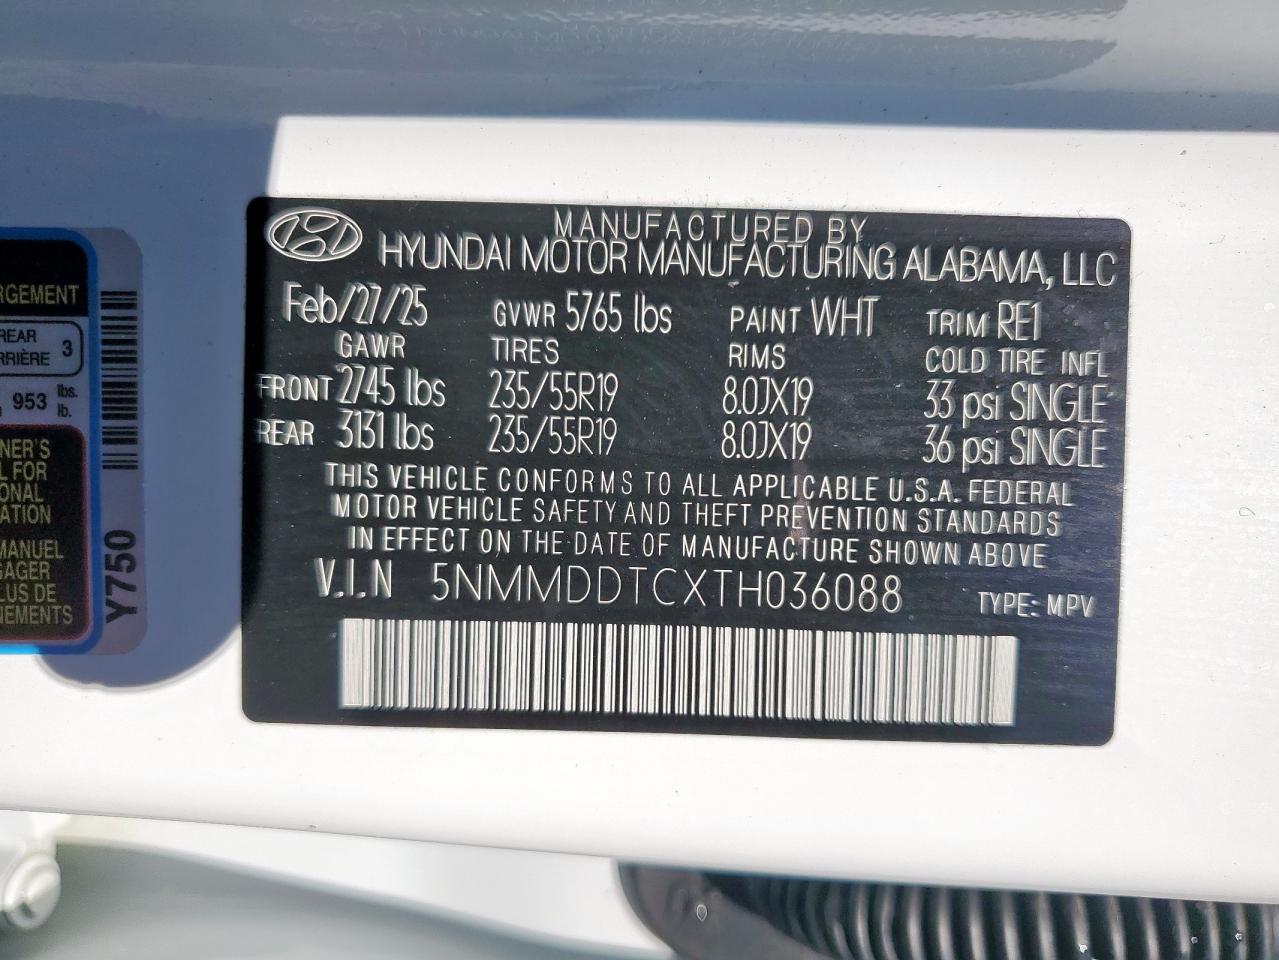 MANUFACTURED BY
HYUNDAI MOTOR MANUFACTURING ALABAMA, LLC
Feb/27/25 GVWR 5765 lbs PAINT WHT TRIM RE1
GAWR TIRES RIMS COLD TIRE INFL
FRONT 2745 lbs 235/55R19 8.0JX19 33 psi SINGLE
REAR 3131 lbs 235/55R19 8.0JX19 36 psi SINGLE
THIS VEHICLE CONFORMS TO ALL APPLICABLE U.S.A. FEDERAL
MOTOR VEHICLE SAFETY AND THEFT PREVENTION STANDARDS
IN EFFECT ON THE DATE OF MANUFACTURE SHOWN ABOVE
V.I.N 5NMMDDTCXTH036088 TYPE: MPV
RGEMENT
REAR
RRIÈRE 3
953 lbs.
lb.
NER'S
L FOR
ONAL
ATION
MANUEL
AGER
LUS DE
NEMENTS
Y750